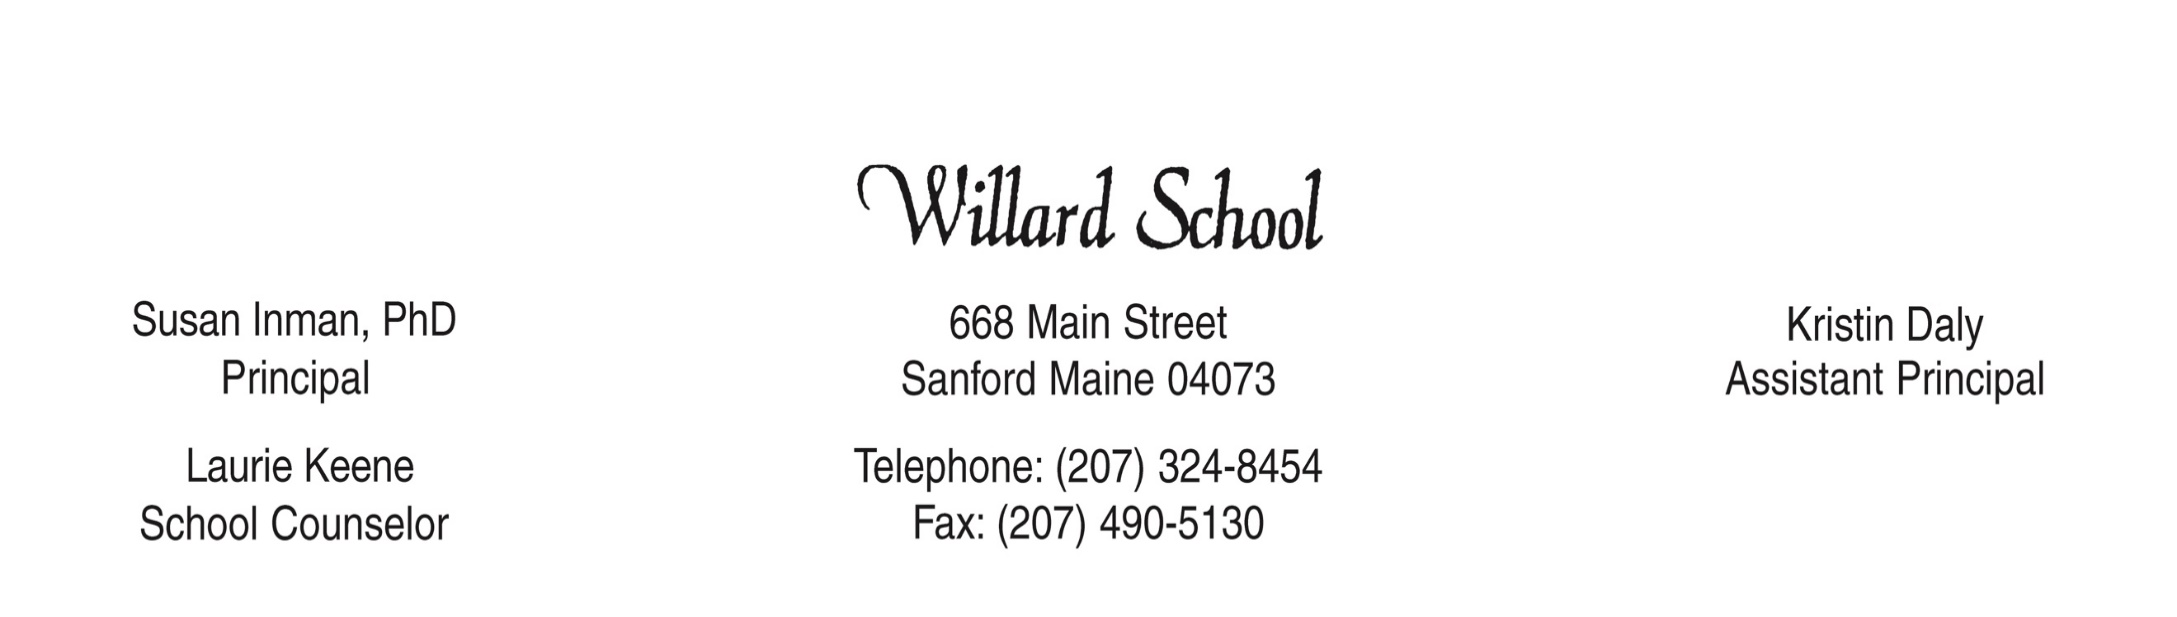 Willard School
Susan Inman, PhD
Principal
Laurie Keene
School Counselor
668 Main Street
Sanford Maine 04073
Telephone: (207) 324-8454
Fax: (207) 490-5130
Kristin Daly
Assistant Principal